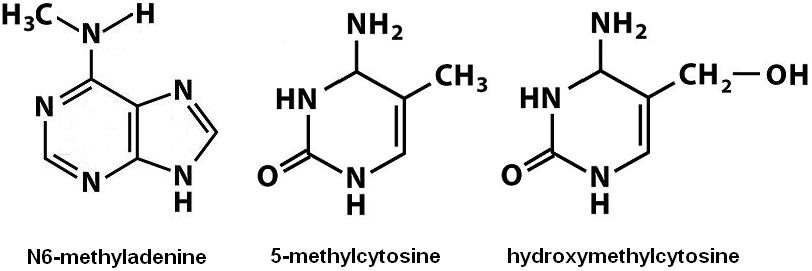 H₃C N H
N N N N H
N6-methyladenine
NH₂
HN CH₃
O N H
5-methylcytosine
NH₂
HN CH₂—OH
O N H
hydroxymethylcytosine